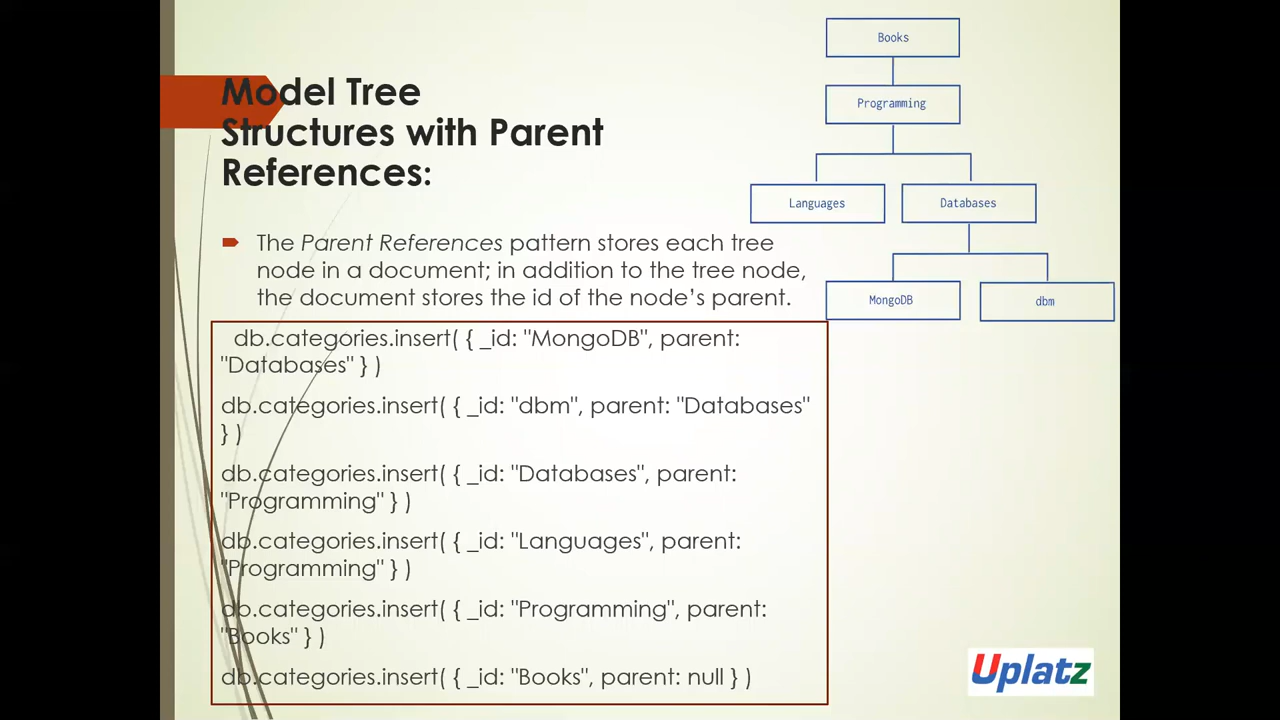 Model Tree
Structures with Parent
References:
The Parent References pattern stores each tree
node in a document; in addition to the tree node,
the document stores the id of the node's parent.
db.categories.insert( { _id: "MongoDB", parent:
"Databases" } )
db.categories.insert( { _id: "dbm", parent: "Databases"
} )
db.categories.insert( { _id: "Databases", parent:
"Programming" } )
db.categories.insert( { _id: "Languages", parent:
"Programming" } )
db.categories.insert( { _id: "Programming", parent:
"Books" } )
db.categories.insert( { _id: "Books", parent: null } )
Books
Programming
Languages
Databases
MongoDB
dbm
Uplatz